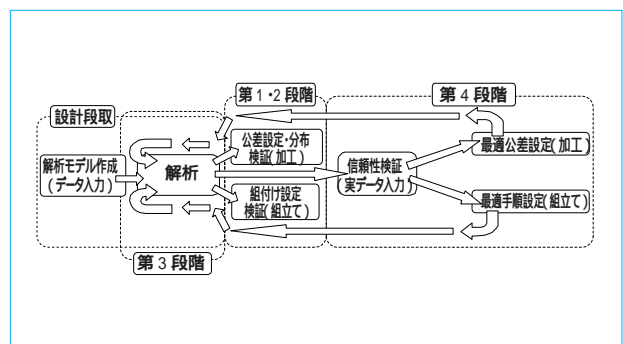 第1・2段階
第4段階
設計段取
公差設定・分布
検証(加工)
最適公差設定(加工)
解析モデル作成
(データ入力)
解析
信頼性検証
実データ入力
組付け設定
検証(組立て)
最適手順設定(組立て)
第3段階